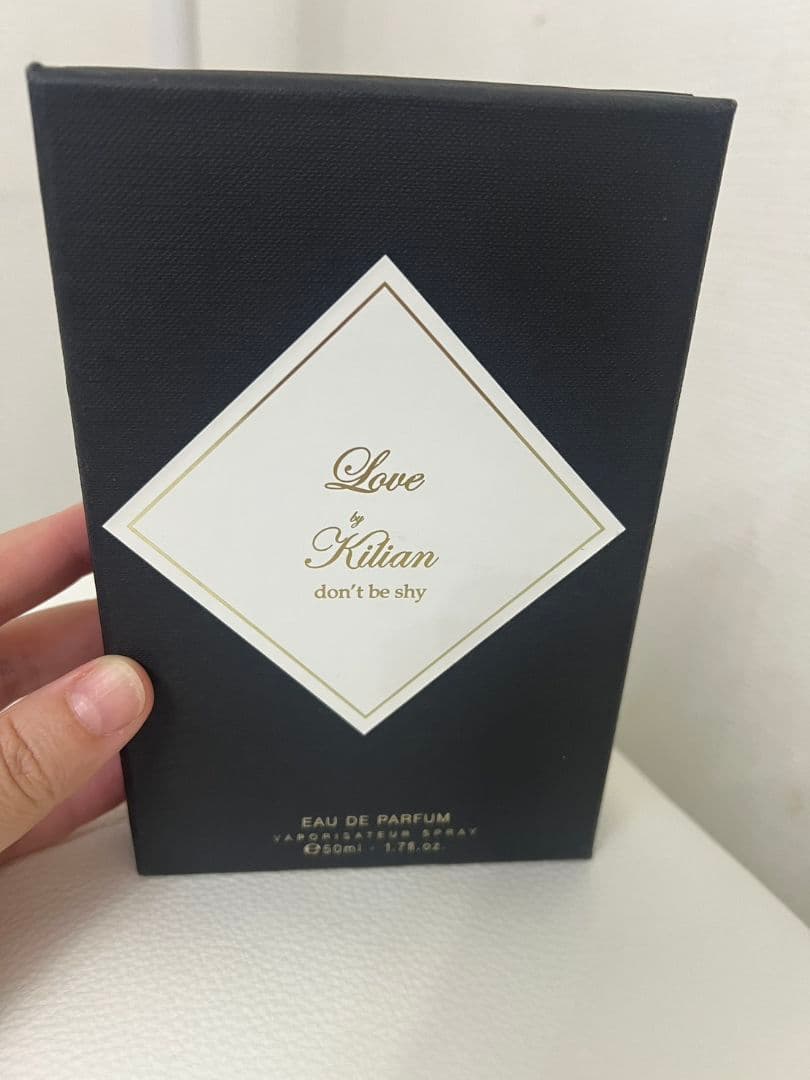 Love
by
Kilian
don't be shy
EAU DE PARFUM
VAPORISATEUR SPRAY
℮50ml - 1.7fl.oz.